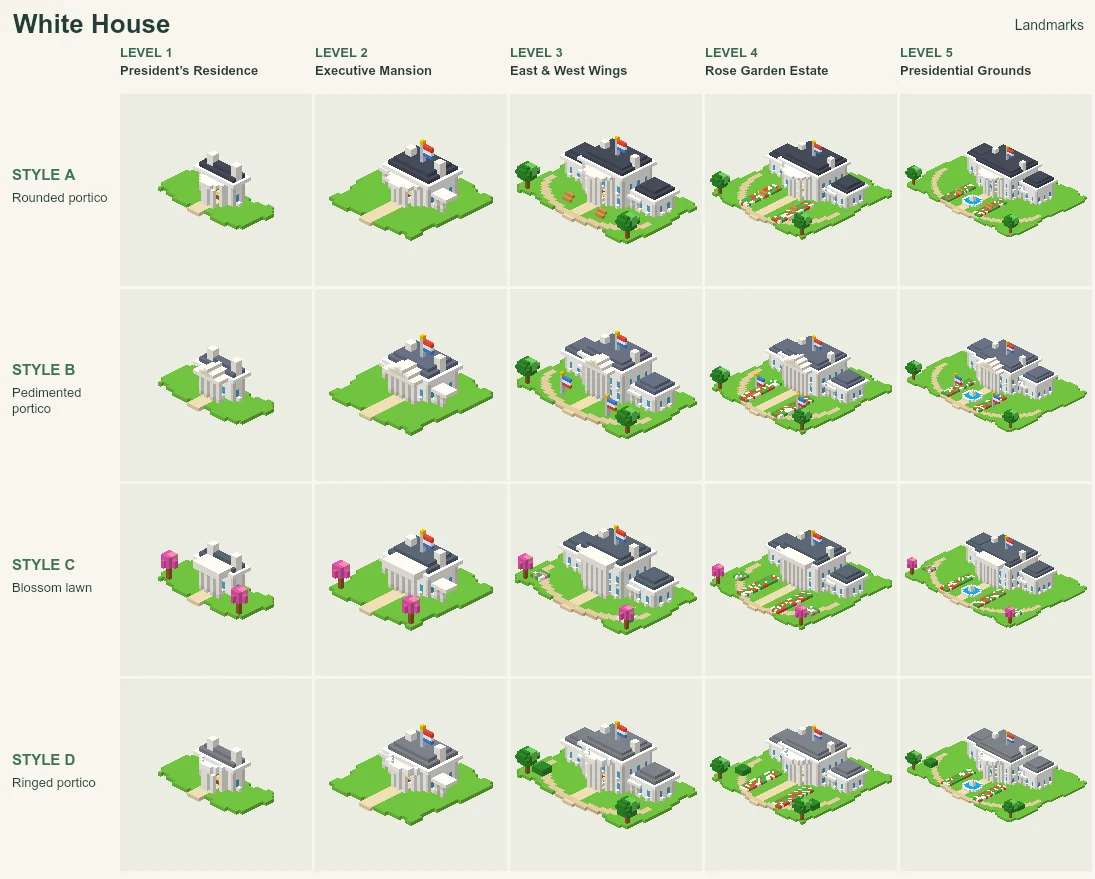 White House
Landmarks
LEVEL 1
President’s Residence
LEVEL 2
Executive Mansion
LEVEL 3
East & West Wings
LEVEL 4
Rose Garden Estate
LEVEL 5
Presidential Grounds
STYLE A
Rounded portico
STYLE B
Pedimented
portico
STYLE C
Blossom lawn
STYLE D
Ringed portico